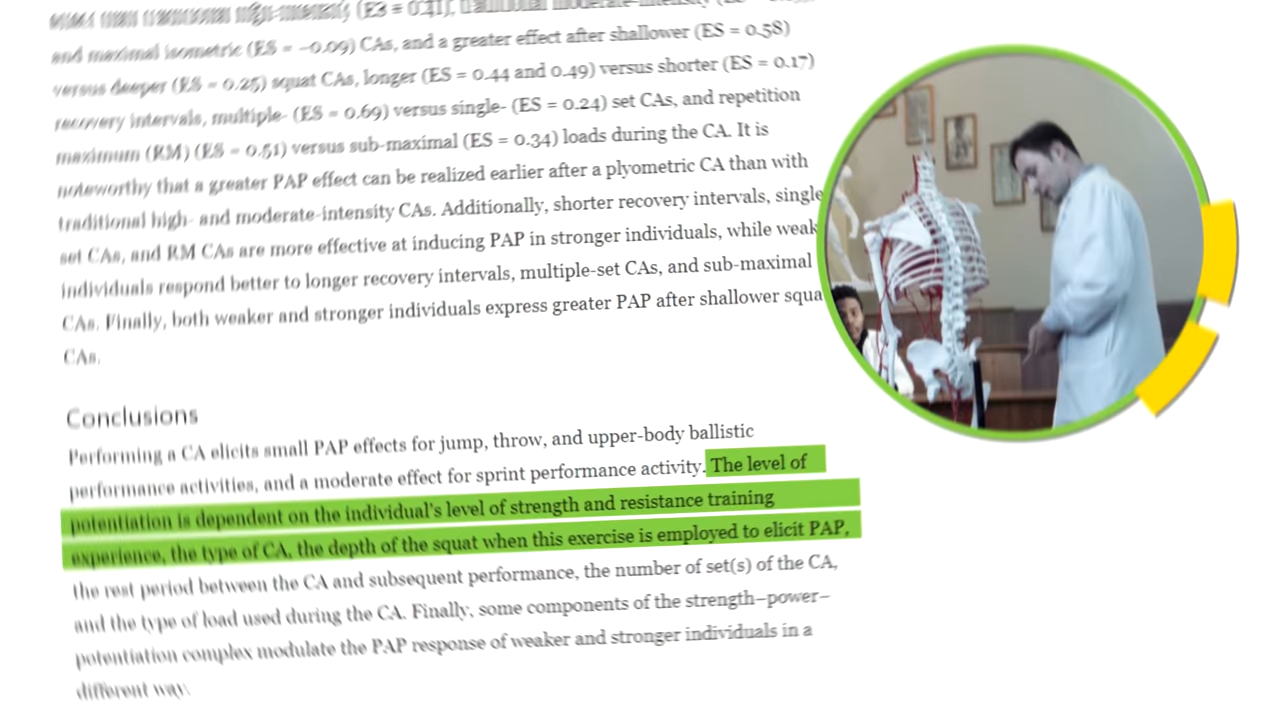 high-intensity (ES = 0.41), traditional moderate-intensity
and maximal isometric (ES = –0.09) CAs, and a greater effect after shallower (ES = 0.58)
versus deeper (ES = 0.25) squat CAs, longer (ES = 0.44 and 0.49) versus shorter (ES = 0.17)
recovery intervals, multiple- (ES = 0.69) versus single- (ES = 0.24) set CAs, and repetition
maximum (RM) (ES = 0.51) versus sub-maximal (ES = 0.34) loads during the CA. It is
noteworthy that a greater PAP effect can be realized earlier after a plyometric CA than with
traditional high- and moderate-intensity CAs. Additionally, shorter recovery intervals, single
set CAs, and RM CAs are more effective at inducing PAP in stronger individuals, while weak
individuals respond better to longer recovery intervals, multiple-set CAs, and sub-maximal
CAs. Finally, both weaker and stronger individuals express greater PAP after shallower squa
CAs.
Conclusions
Performing a CA elicits small PAP effects for jump, throw, and upper-body ballistic
performance activities, and a moderate effect for sprint performance activity. The level of
potentiation is dependent on the individual's level of strength and resistance training
experience, the type of CA, the depth of the squat when this exercise is employed to elicit PAP,
the rest period between the CA and subsequent performance, the number of set(s) of the CA,
and the type of load used during the CA. Finally, some components of the strength–power–
potentiation complex modulate the PAP response of weaker and stronger individuals in a
different way.